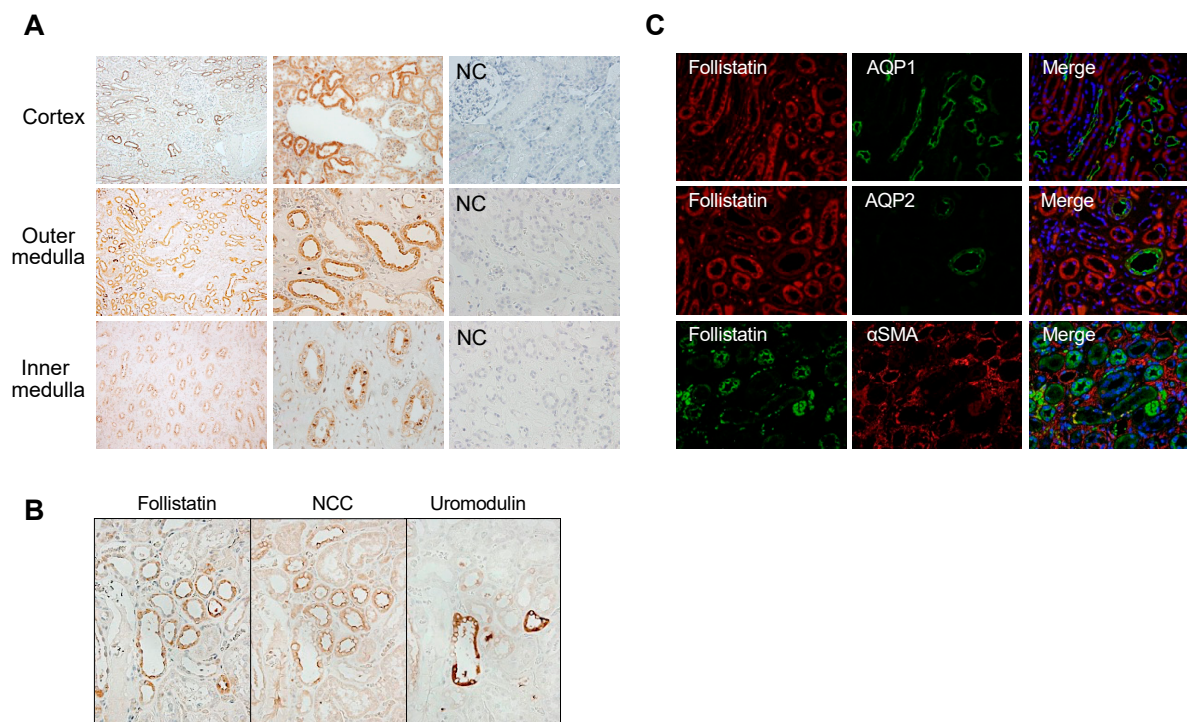 A
Cortex
NC
Outer
medulla
NC
Inner
medulla
NC
B
Follistatin
NCC
Uromodulin
C
Follistatin
AQP1
Merge
Follistatin
AQP2
Merge
Follistatin
αSMA
Merge